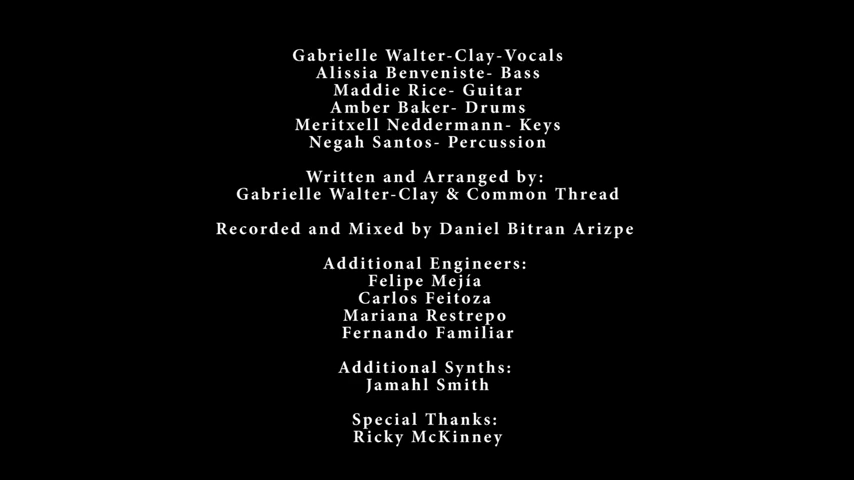 Gabrielle Walter-Clay-Vocals
Alissia Benveniste- Bass
Maddie Rice- Guitar
Amber Baker- Drums
Meritxell Neddermann- Keys
Negah Santos- Percussion
Written and Arranged by:
Gabrielle Walter-Clay & Common Thread
Recorded and Mixed by Daniel Bitran Arizpe
Additional Engineers:
Felipe Mejía
Carlos Feitoza
Mariana Restrepo
Fernando Familiar
Additional Synths:
Jamahl Smith
Special Thanks:
Ricky McKinney